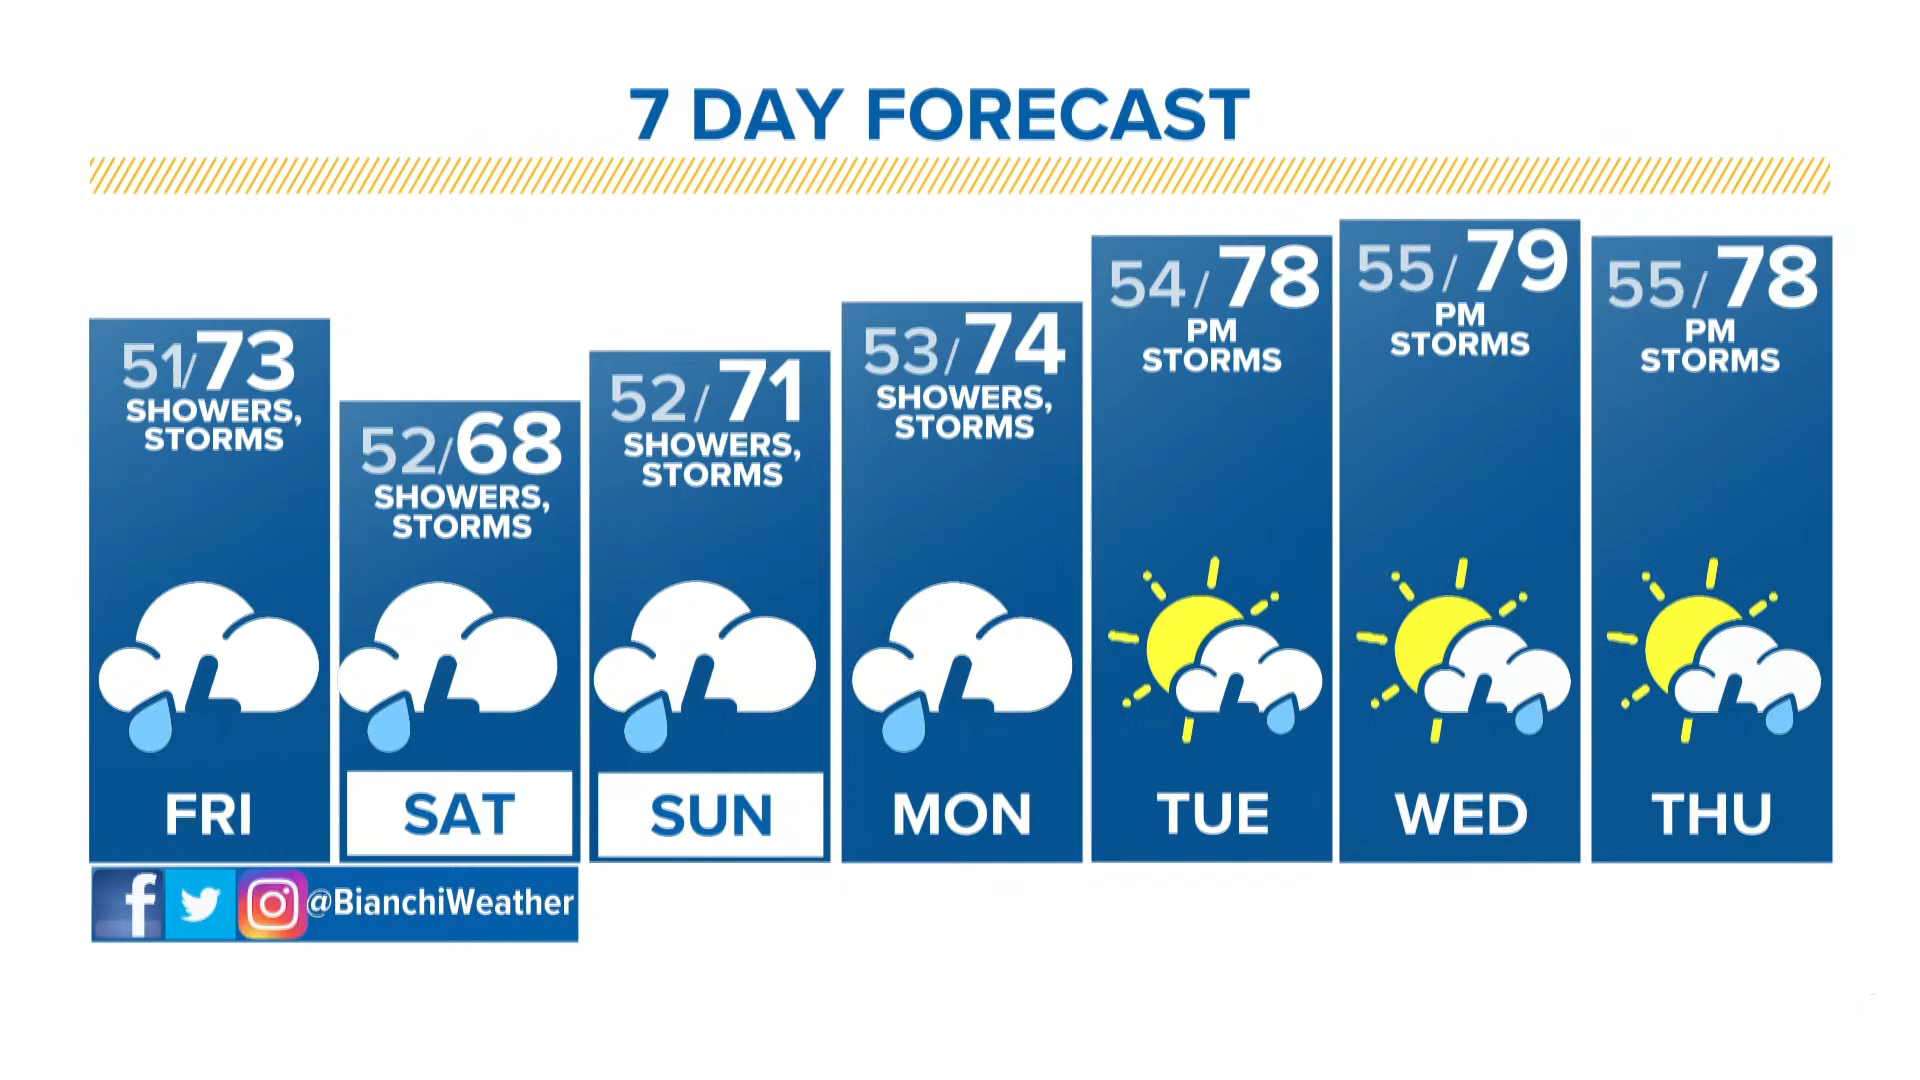 7 DAY FORECAST
51/73
SHOWERS,
STORMS
FRI
52/68
SHOWERS,
STORMS
SAT
52/71
SHOWERS,
STORMS
SUN
53/74
SHOWERS,
STORMS
MON
54/78
PM
STORMS
TUE
55/79
PM
STORMS
WED
55/78
PM
STORMS
THU
@BianchiWeather